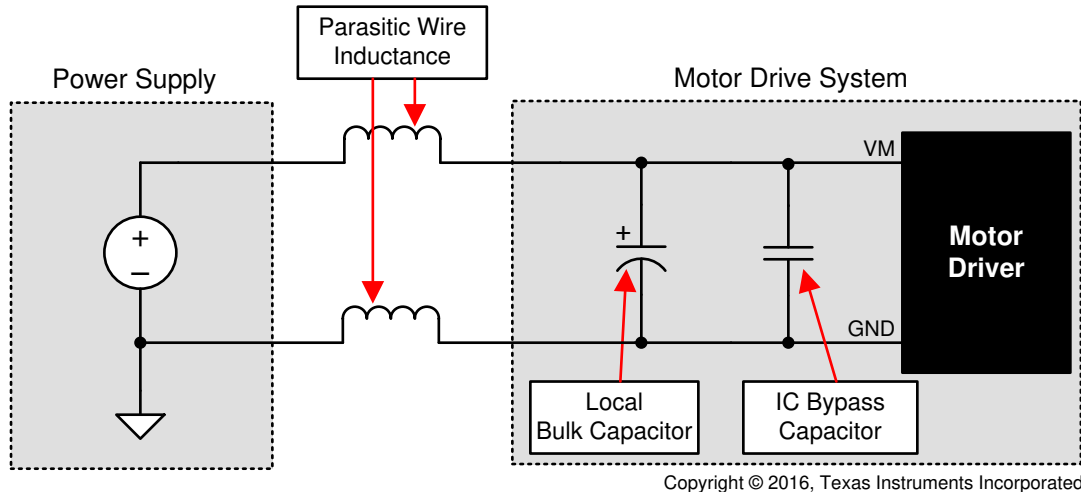 Parasitic Wire
Inductance
Power Supply
Motor Drive System
VM
+
–
+
Motor
Driver
GND
Local
Bulk Capacitor
IC Bypass
Capacitor
Copyright © 2016, Texas Instruments Incorporated